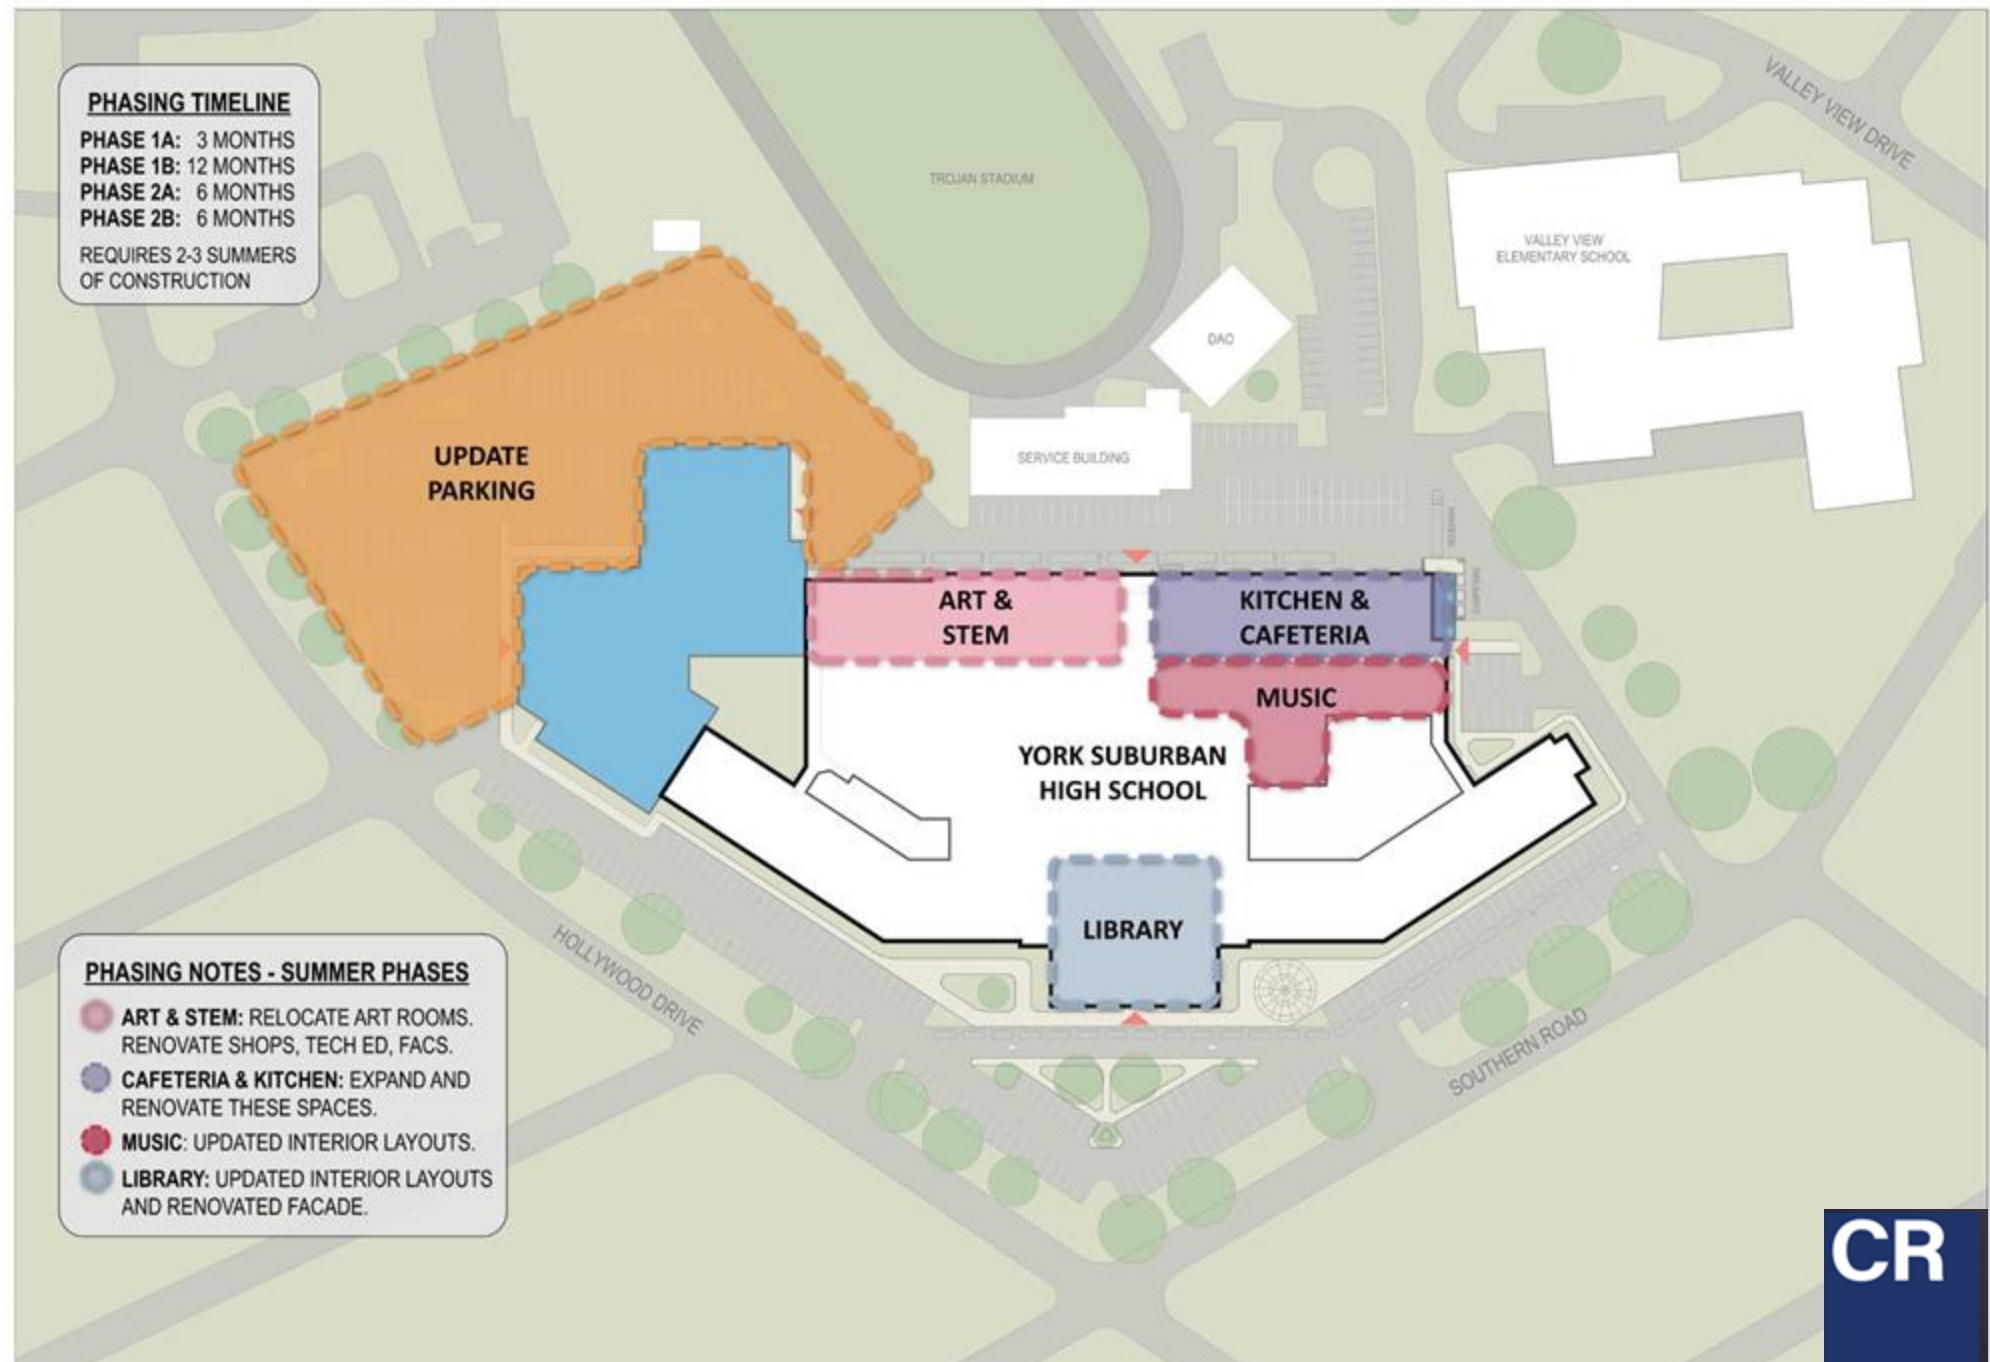 PHASING TIMELINE
PHASE 1A: 3 MONTHS
PHASE 1B: 12 MONTHS
PHASE 2A: 6 MONTHS
PHASE 2B: 6 MONTHS
REQUIRES 2-3 SUMMERS
OF CONSTRUCTION
VALLEY VIEW DRIVE
TROJAN STADIUM
VALLEY VIEW
ELEMENTARY SCHOOL
DAO
SERVICE BUILDING
UPDATE
PARKING
ART &
STEM
KITCHEN &
CAFETERIA
MUSIC
YORK SUBURBAN
HIGH SCHOOL
LIBRARY
HOLLYWOOD DRIVE
SOUTHERN ROAD
PHASING NOTES - SUMMER PHASES
ART & STEM: RELOCATE ART ROOMS.
RENOVATE SHOPS, TECH ED, FACS.
CAFETERIA & KITCHEN: EXPAND AND
RENOVATE THESE SPACES.
MUSIC: UPDATED INTERIOR LAYOUTS.
LIBRARY: UPDATED INTERIOR LAYOUTS
AND RENOVATED FACADE.
CR